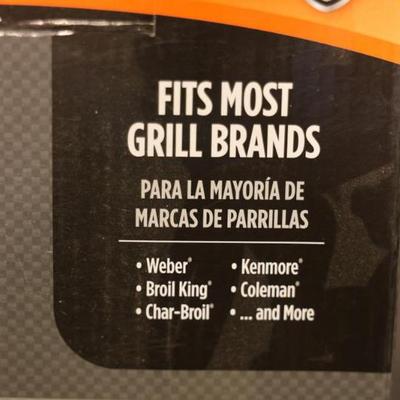 FITS MOST
GRILL BRANDS
PARA LA MAYORÍA DE
MARCAS DE PARRILLAS
• Weber® • Kenmore®
• Broil King® • Coleman®
• Char-Broil® • ... and More